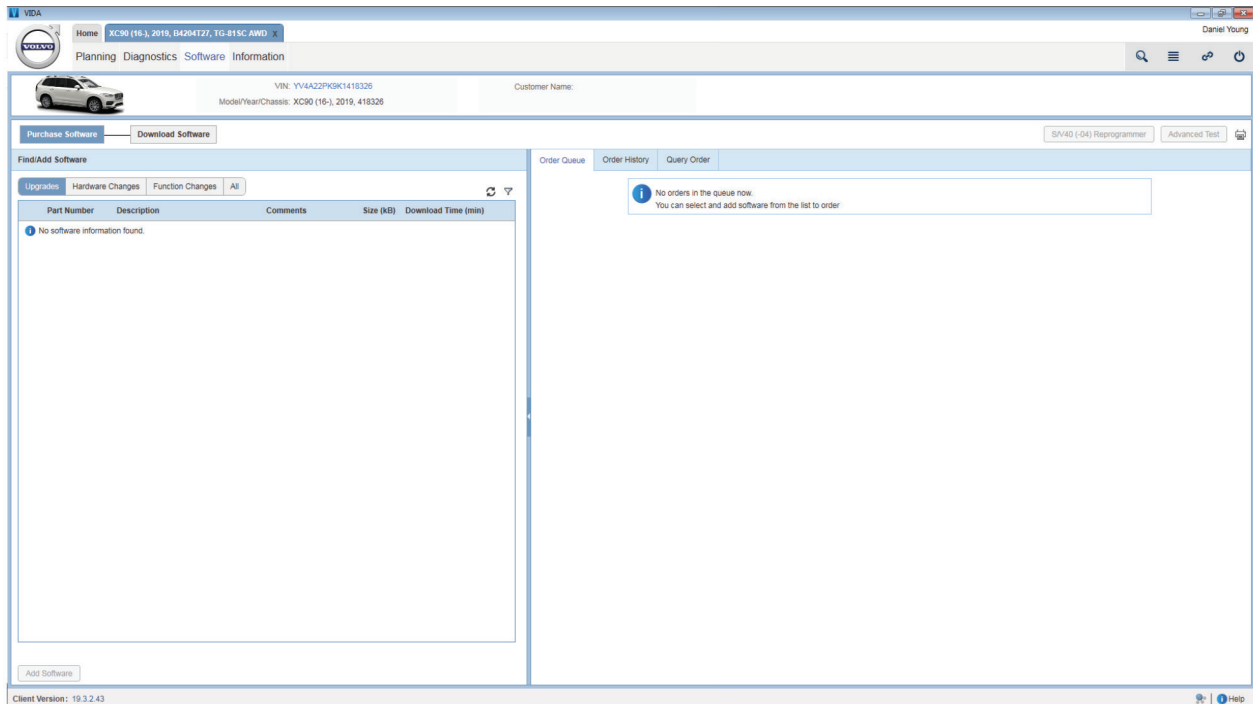 VIDA
Home XC90 (16-), 2019, B4204T27, TG-81SC AWD X
Daniel Young
VOLVO
Planning Diagnostics Software Information
VIN: YV4A22PK9K1418326
Customer Name:
Model/Year/Chassis: XC90 (16-), 2019, 418326
Purchase Software Download Software
S/V40 (-04) Reprogrammer Advanced Test
Find/Add Software
Order Queue Order History Query Order
Upgrades Hardware Changes Function Changes All
No orders in the queue now.
You can select and add software from the list to order
Part Number Description Comments Size (kB) Download Time (min)
No software information found.
Add Software
Client Version: 19.3.2.43
Help